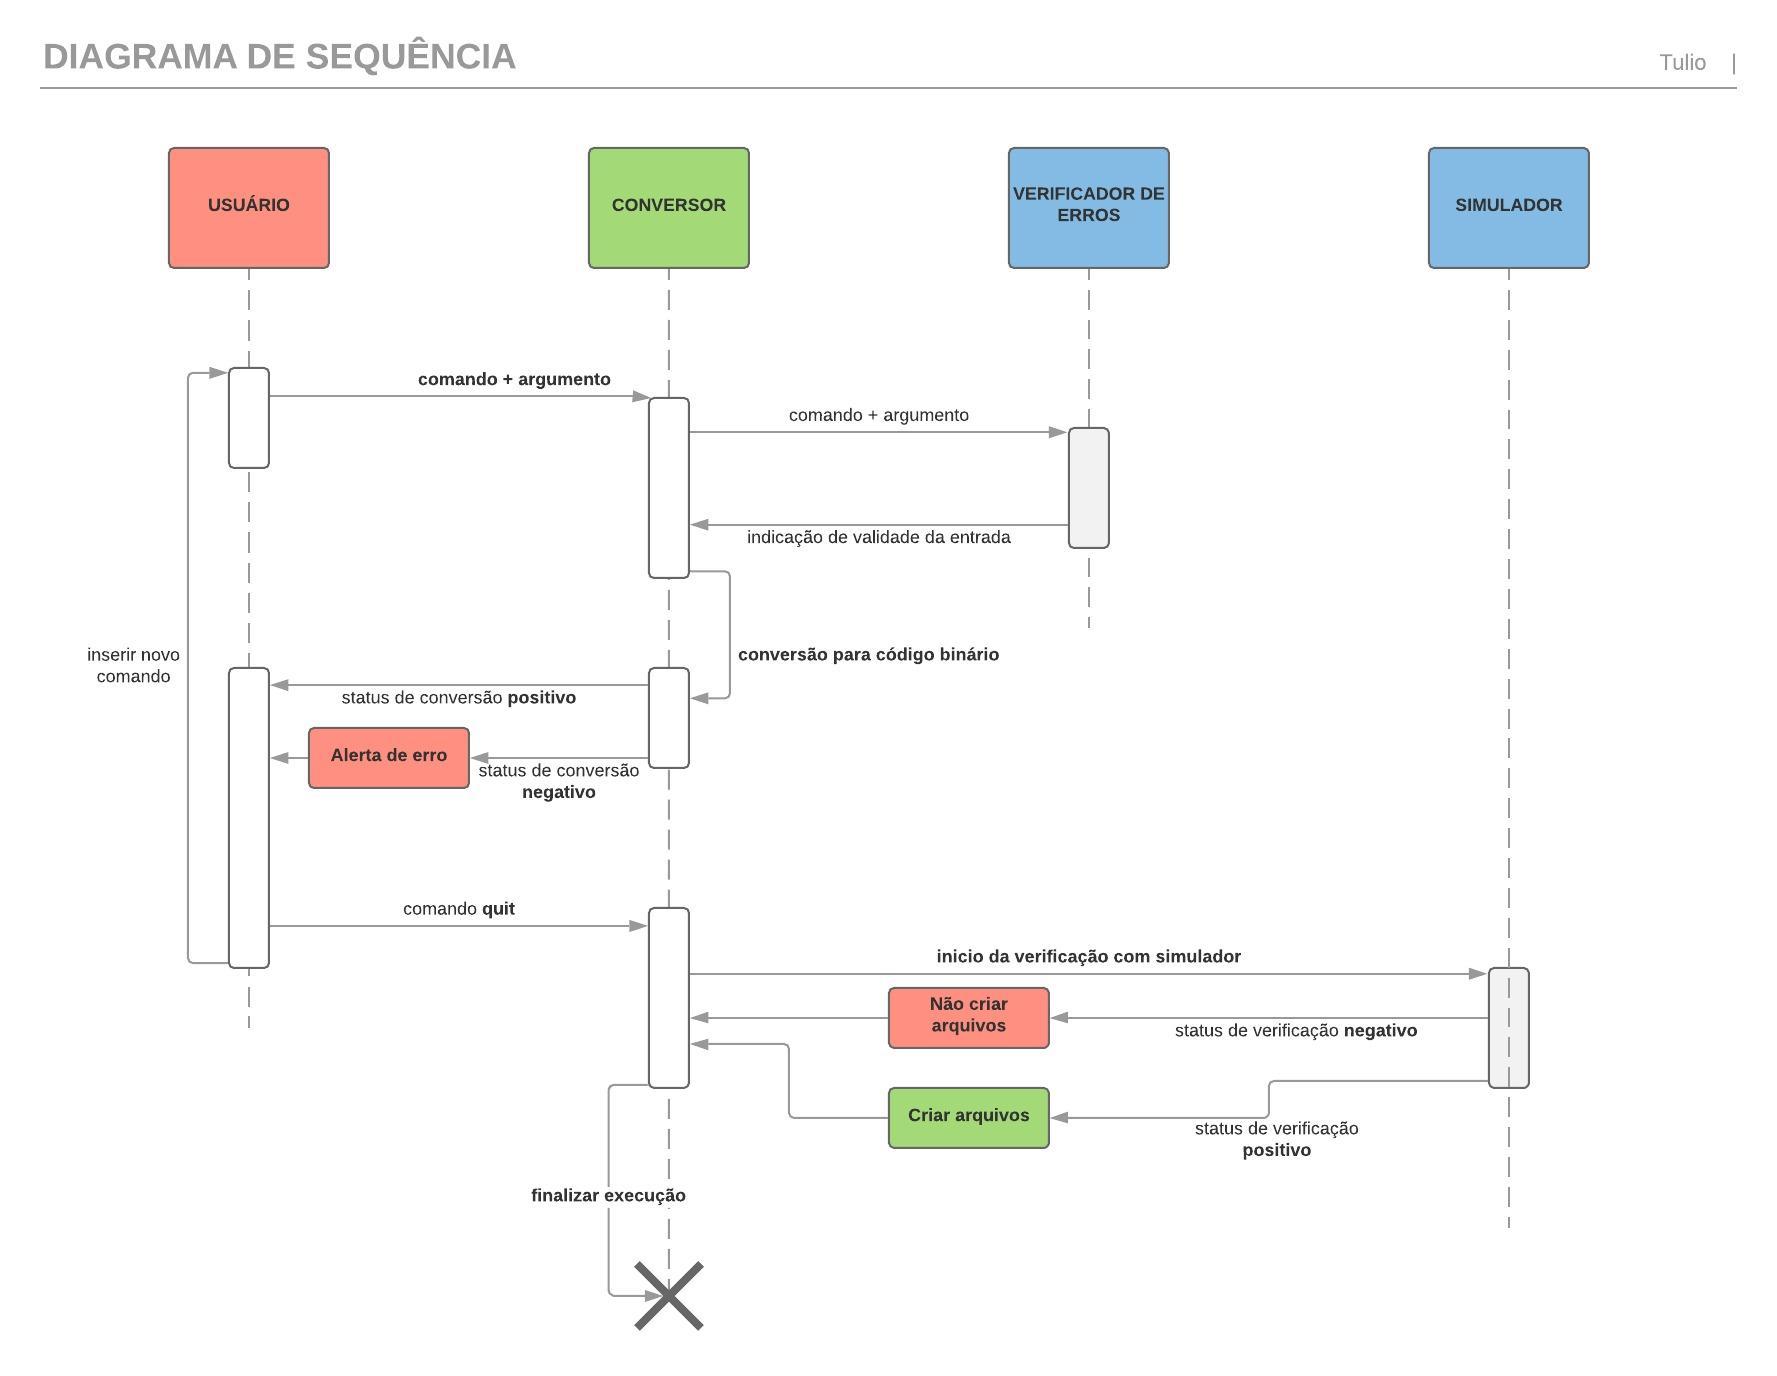 DIAGRAMA DE SEQUÊNCIA
Tulio |
USUÁRIO
CONVERSOR
VERIFICADOR DE
ERROS
SIMULADOR
comando + argumento
comando + argumento
indicação de validade da entrada
inserir novo
comando
conversão para código binário
status de conversão positivo
Alerta de erro
status de conversão
negativo
comando quit
inicio da verificação com simulador
Não criar
arquivos
status de verificação negativo
Criar arquivos
status de verificação
positivo
finalizar execução